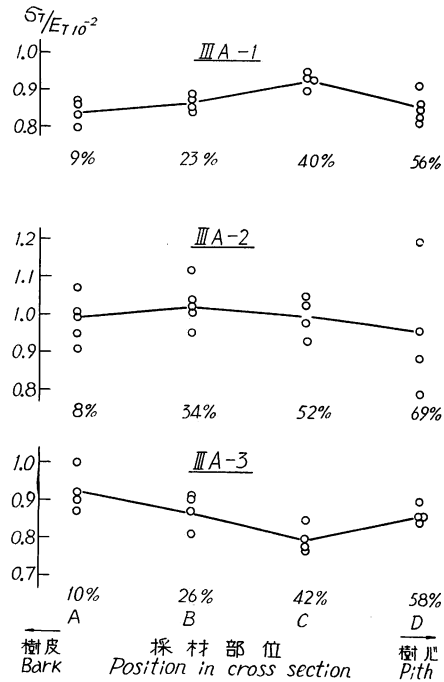 σT/ET 10⁻²
ⅢA-1
1.0
0.9
0.8
9% 23% 40% 56%
ⅢA-2
1.2
1.1
1.0
0.9
0.8
8% 34% 52% 69%
ⅢA-3
1.0
0.9
0.8
0.7
10% 26% 42% 58%
A B C D
樹皮 採材部位 樹心
Bark Position in cross section Pith